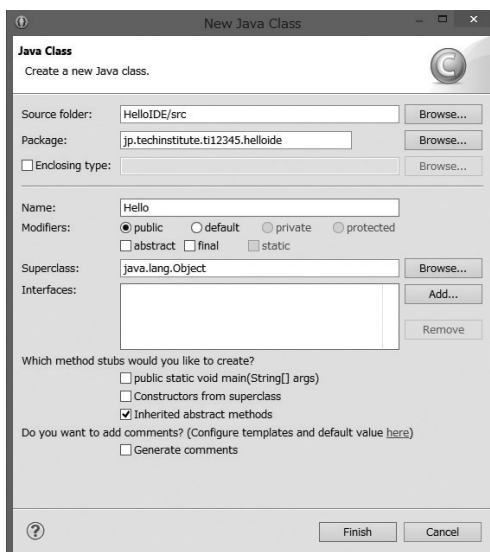 New Java Class
Java Class
Create a new Java class.
Source folder: HelloIDE/src Browse...
Package: jp.techinstitute.ti12345.helloide Browse...
Enclosing type: Browse...
Name: Hello
Modifiers: public default private protected
abstract final static
Superclass: java.lang.Object Browse...
Interfaces: Add...
Remove
Which method stubs would you like to create?
public static void main(String[] args)
Constructors from superclass
Inherited abstract methods
Do you want to add comments? (Configure templates and default value here)
Generate comments
Finish Cancel